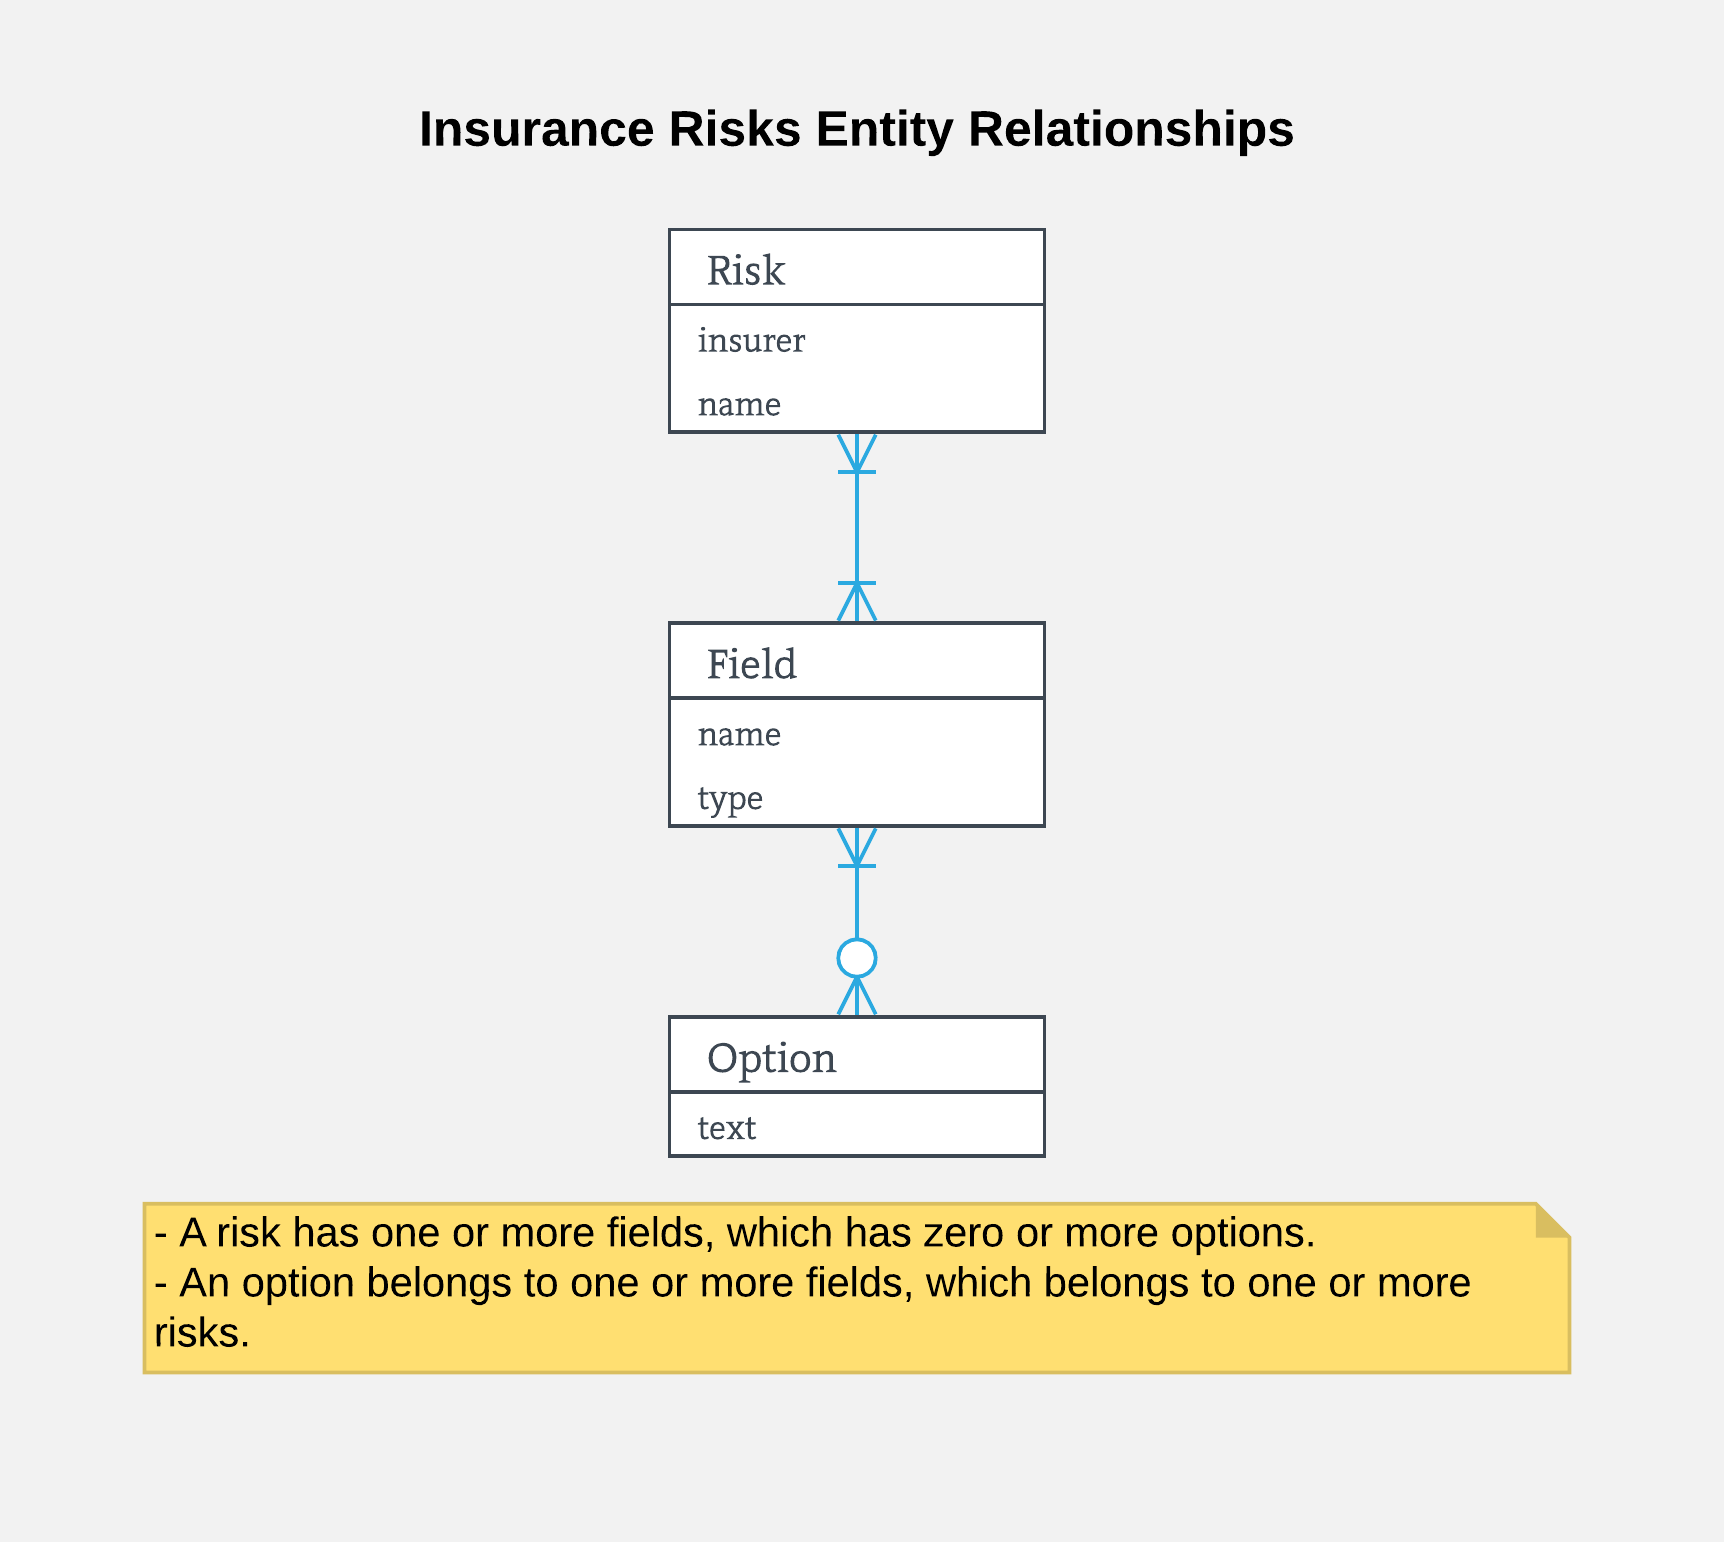 Insurance Risks Entity Relationships
Risk
insurer
name
Field
name
type
Option
text
- A risk has one or more fields, which has zero or more options.
- An option belongs to one or more fields, which belongs to one or more
risks.